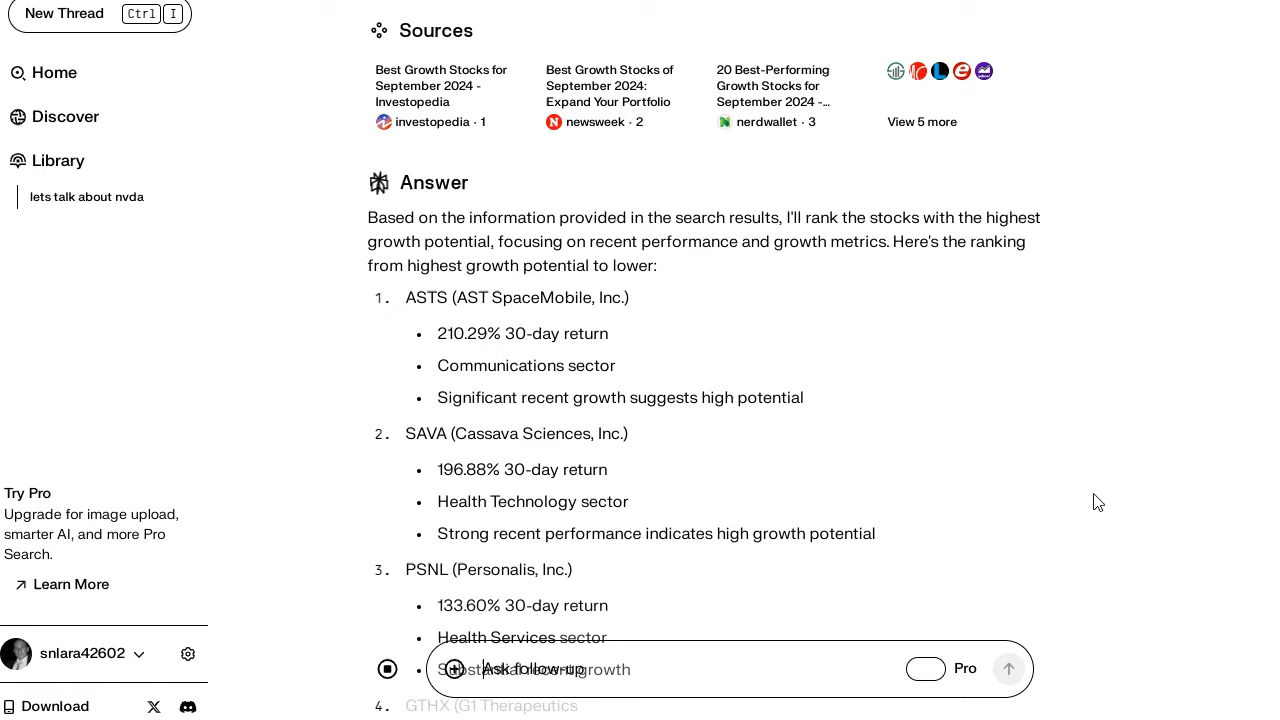 New Thread Ctrl I
Home
Discover
Library
lets talk about nvda
Try Pro
Upgrade for image upload,
smarter AI, and more Pro
Search.
Learn More
snlara42602
Download
Sources
Best Growth Stocks for
September 2024 -
Investopedia
investopedia · 1
Best Growth Stocks of
September 2024:
Expand Your Portfolio
newsweek · 2
20 Best-Performing
Growth Stocks for
September 2024 -...
nerdwallet · 3
View 5 more
Answer
Based on the information provided in the search results, I'll rank the stocks with the highest
growth potential, focusing on recent performance and growth metrics. Here's the ranking
from highest growth potential to lower:
1. ASTS (AST SpaceMobile, Inc.)
• 210.29% 30-day return
• Communications sector
• Significant recent growth suggests high potential
2. SAVA (Cassava Sciences, Inc.)
• 196.88% 30-day return
• Health Technology sector
• Strong recent performance indicates high growth potential
3. PSNL (Personalis, Inc.)
• 133.60% 30-day return
• Health Services sector
• Substantial recent growth
Ask follow-up
Pro
4. GTHX (G1 Therapeutics